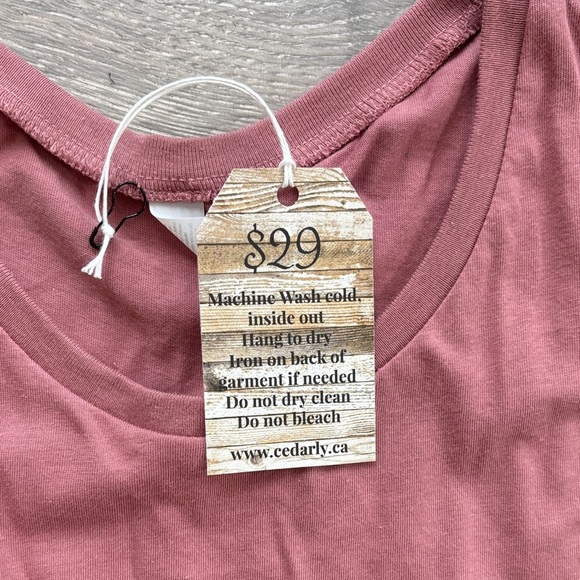 $29
Machine Wash cold,
inside out
Hang to dry
Iron on back of
garment if needed
Do not dry clean
Do not bleach
www.cedarly.ca